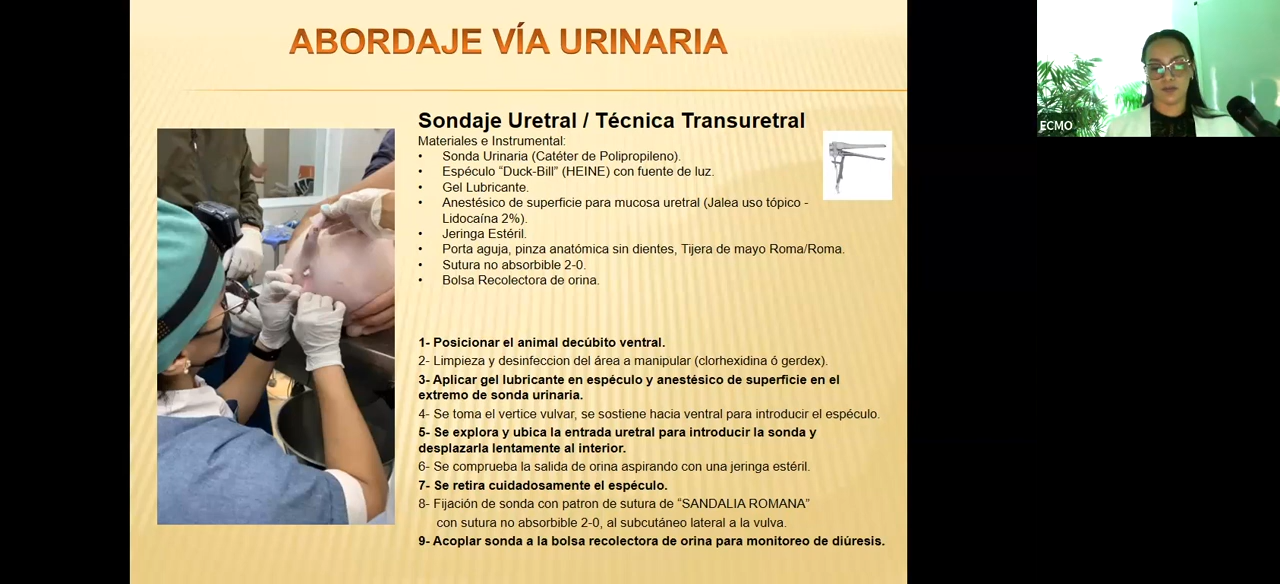 ABORDAJE VÍA URINARIA
Sondaje Uretral / Técnica Transuretral
Materiales e Instrumental:
• Sonda Urinaria (Catéter de Polipropileno).
• Espéculo “Duck-Bill” (HEINE) con fuente de luz.
• Gel Lubricante.
• Anestésico de superficie para mucosa uretral (Jalea uso tópico -
Lidocaína 2%).
• Jeringa Estéril.
• Porta aguja, pinza anatómica sin dientes, Tijera de mayo Roma/Roma.
• Sutura no absorbible 2-0.
• Bolsa Recolectora de orina.
1- Posicionar el animal decúbito ventral.
2- Limpieza y desinfeccion del área a manipular (clorhexidina ó gerdex).
3- Aplicar gel lubricante en espéculo y anestésico de superficie en el
extremo de sonda urinaria.
4- Se toma el vertice vulvar, se sostiene hacia ventral para introducir el espéculo.
5- Se explora y ubica la entrada uretral para introducir la sonda y
desplazarla lentamente al interior.
6- Se comprueba la salida de orina aspirando con una jeringa estéril.
7- Se retira cuidadosamente el espéculo.
8- Fijación de sonda con patron de sutura de “SANDALIA ROMANA”
con sutura no absorbible 2-0, al subcutáneo lateral a la vulva.
9- Acoplar sonda a la bolsa recolectora de orina para monitoreo de diúresis.
ECMO